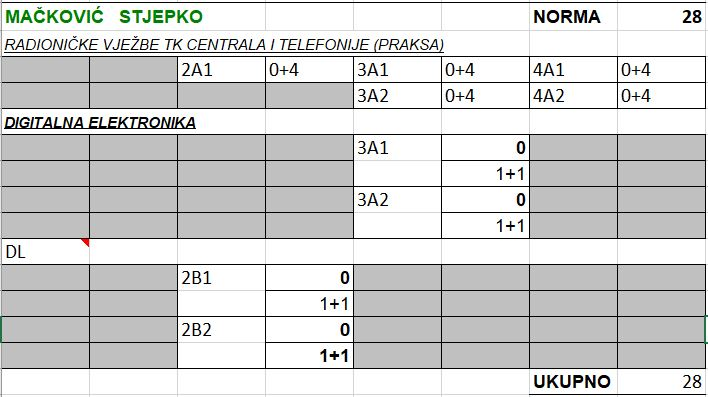 MAČKOVIĆ STJEPKO NORMA 28
RADIONIČKE VJEŽBE TK CENTRALA I TELEFONIJE (PRAKSA)
2A1 0+4 3A1 0+4 4A1 0+4
3A2 0+4 4A2 0+4
DIGITALNA ELEKTRONIKA
3A1 0
1+1
3A2 0
1+1
DL
2B1 0
1+1
2B2 0
1+1
UKUPNO 28